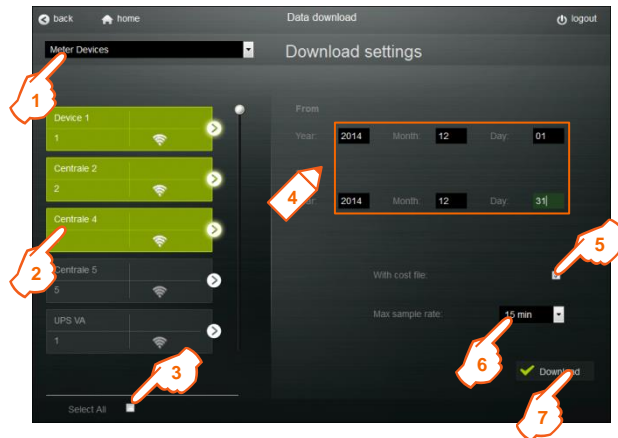 back home Data download logout
Meter Devices
Download settings
1
Device 1
1
From
Year: 2014 Month: 12 Day: 01
Centrale 2
2
4
Year: 2014 Month: 12 Day: 31
Centrale 4
5
2
Centrale 5
5
With cost file:
UPS VA
1
Max sample rate: 15 min
3
6
Download
7
Select All